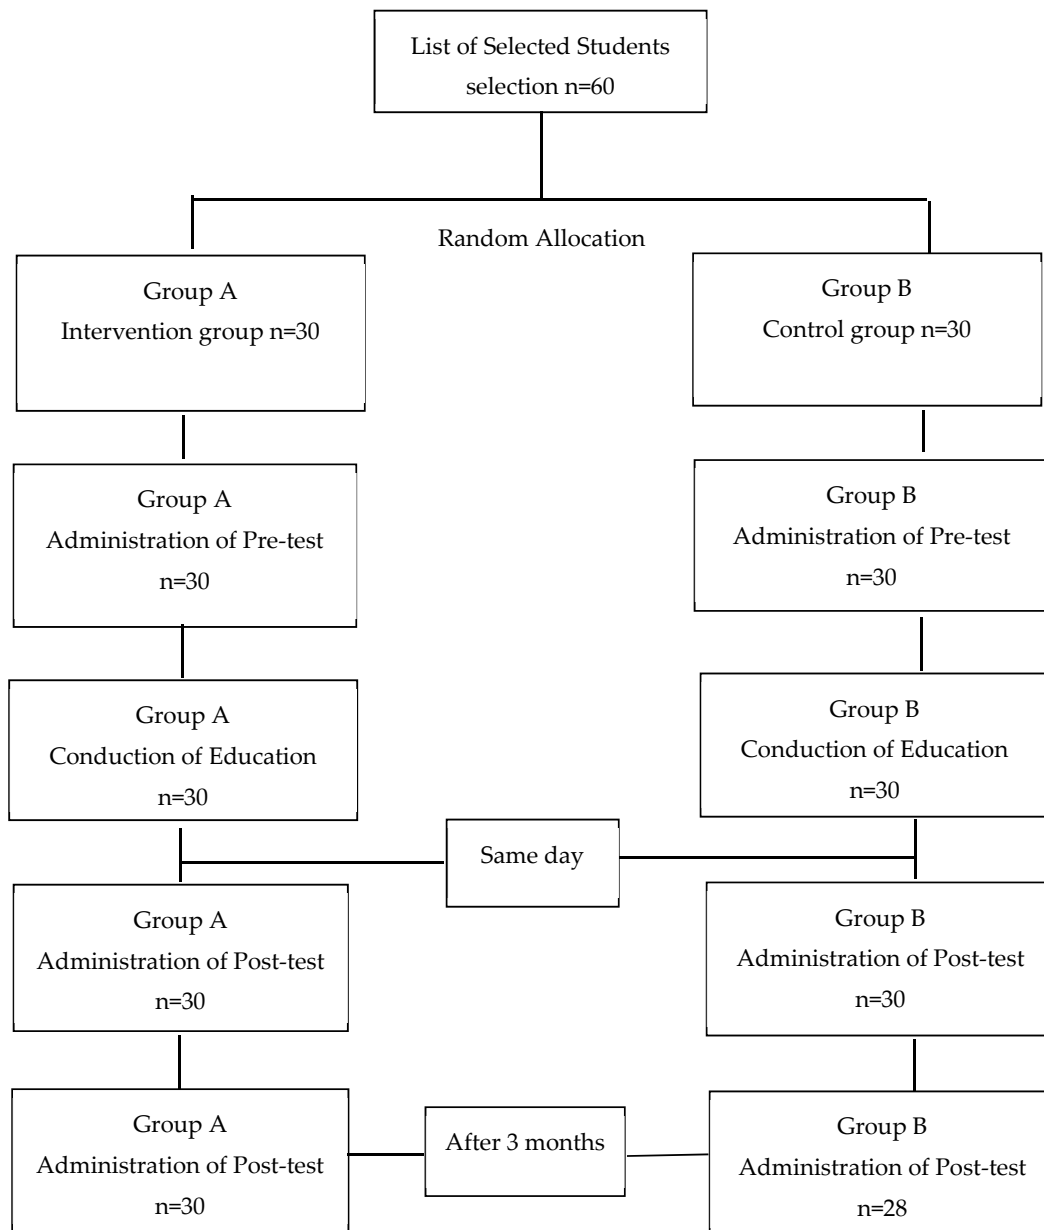 List of Selected Students
selection n=60
Random Allocation
Group A
Intervention group n=30
Group B
Control group n=30
Group A
Administration of Pre-test
n=30
Group B
Administration of Pre-test
n=30
Group A
Conduction of Education
n=30
Group B
Conduction of Education
n=30
Same day
Group A
Administration of Post-test
n=30
Group B
Administration of Post-test
n=30
Group A
Administration of Post-test
n=30
After 3 months
Group B
Administration of Post-test
n=28